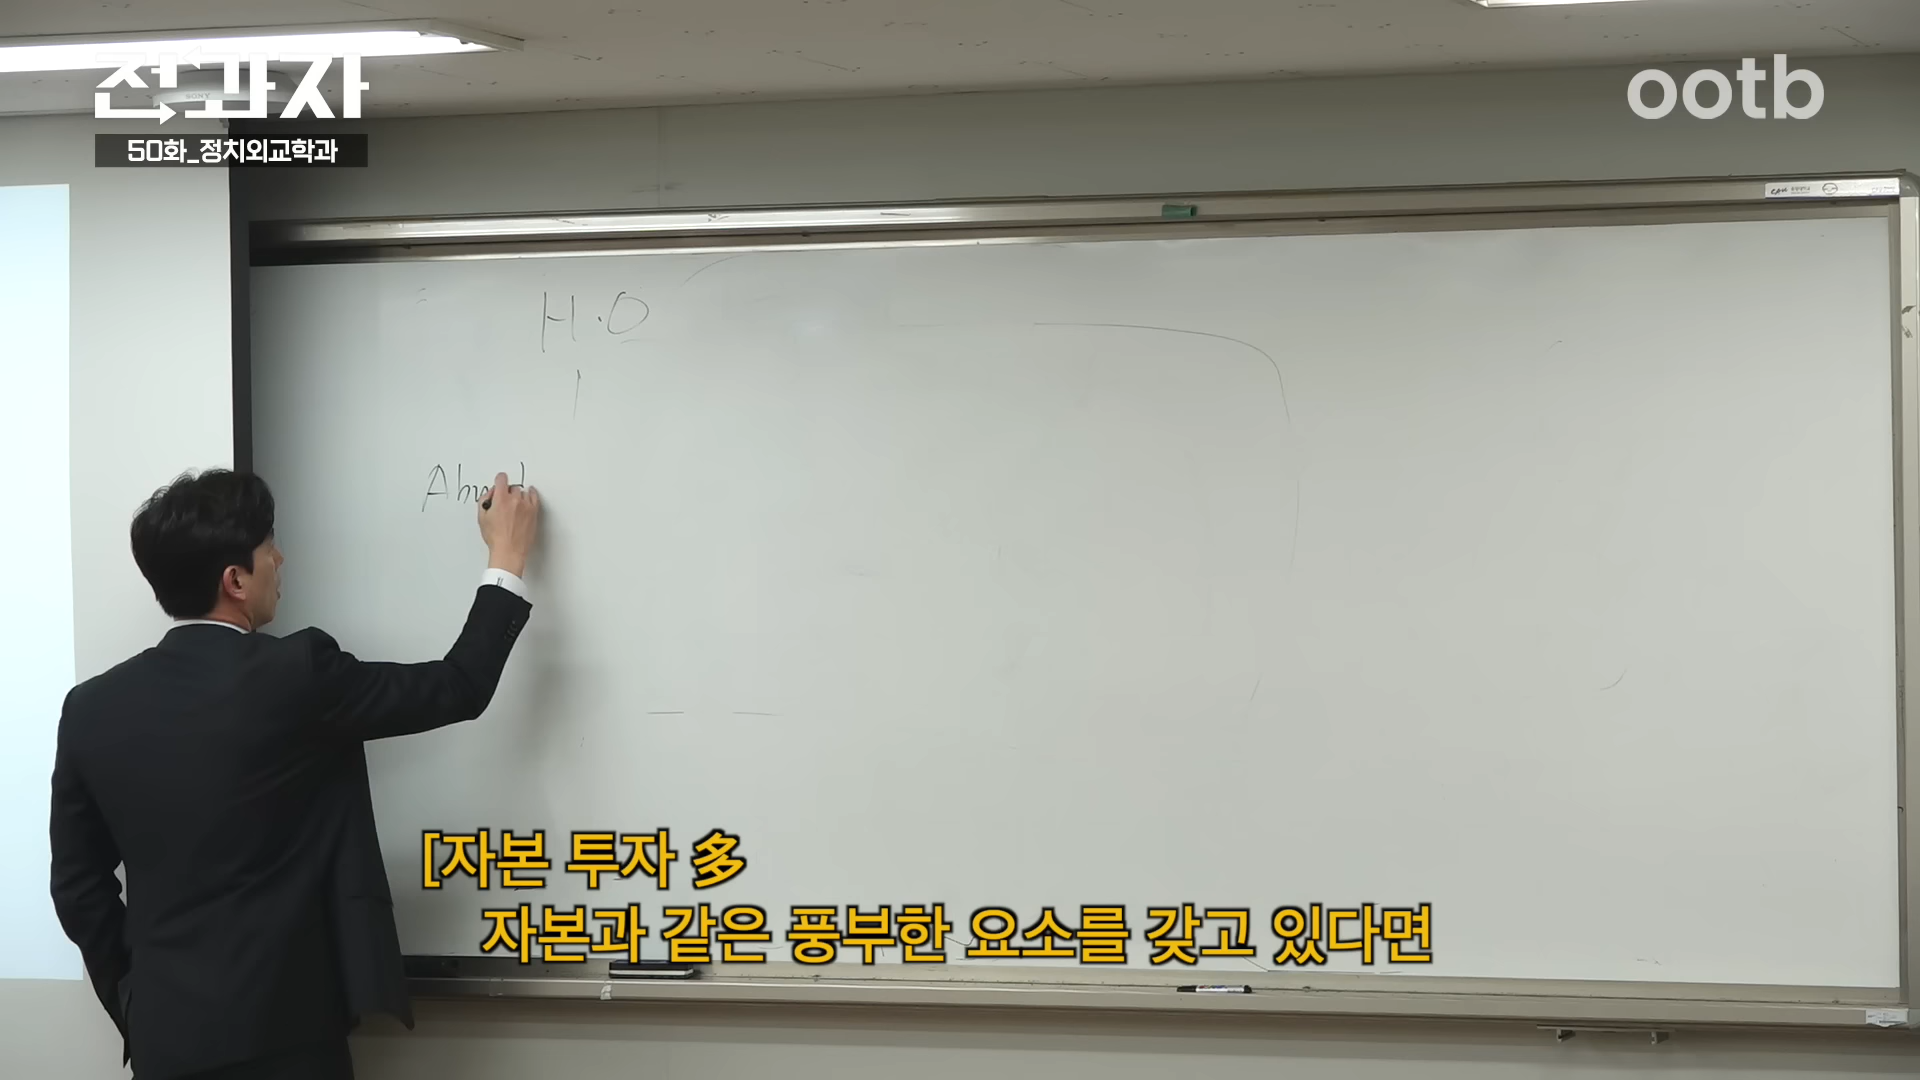 전과자
ootb
50화_정치외교학과
SONY
H.O
[자본 투자 多
자본과 같은 풍부한 요소를 갖고 있다면